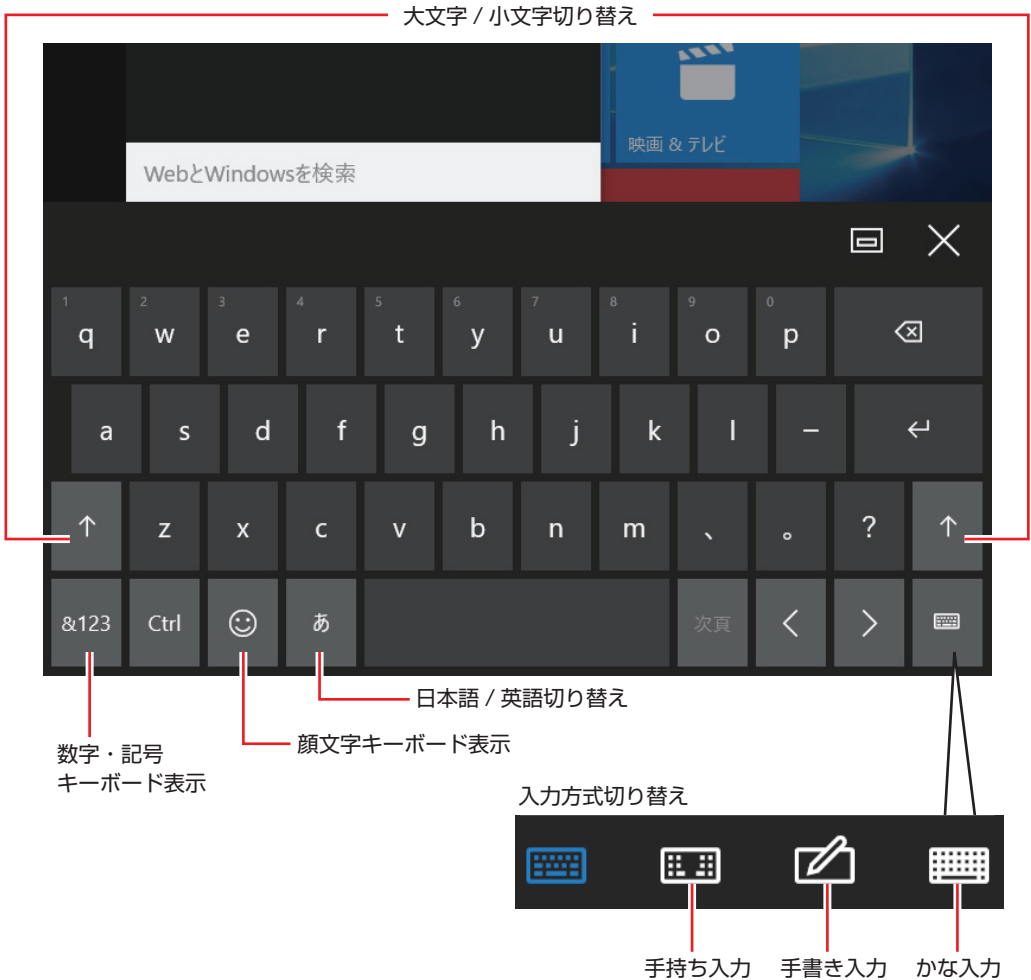 大文字 / 小文字切り替え
映画 & テレビ
WebとWindowsを検索
1 2 3 4 5 6 7 8 9 0
q w e r t y u i o p
a s d f g h j k l －
↑ z x c v b n m 、 。 ? ↑
&123 Ctrl あ 次頁 < >
日本語 / 英語切り替え
顔文字キーボード表示
数字・記号
キーボード表示
入力方式切り替え
手持ち入力 手書き入力 かな入力